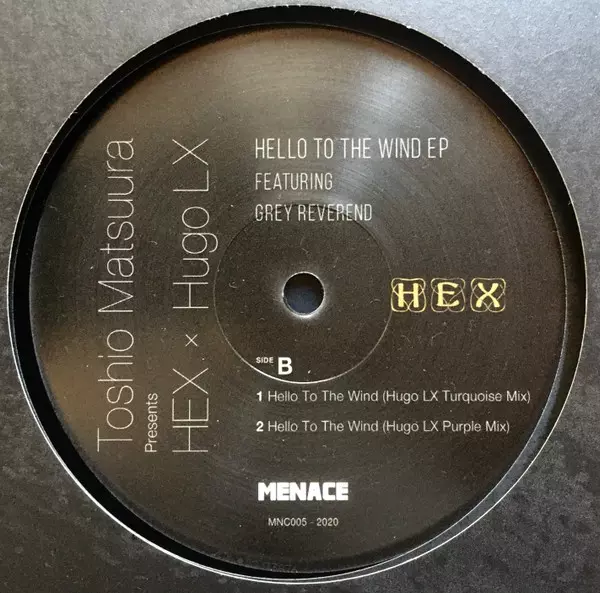 Toshio Matsuura
Presents
HEX × Hugo LX
HELLO TO THE WIND EP
FEATURING
GREY REVEREND
HEX
SIDE B
1 Hello To The Wind (Hugo LX Turquoise Mix)
2 Hello To The Wind (Hugo LX Purple Mix)
MENACE
MNC005 - 2020